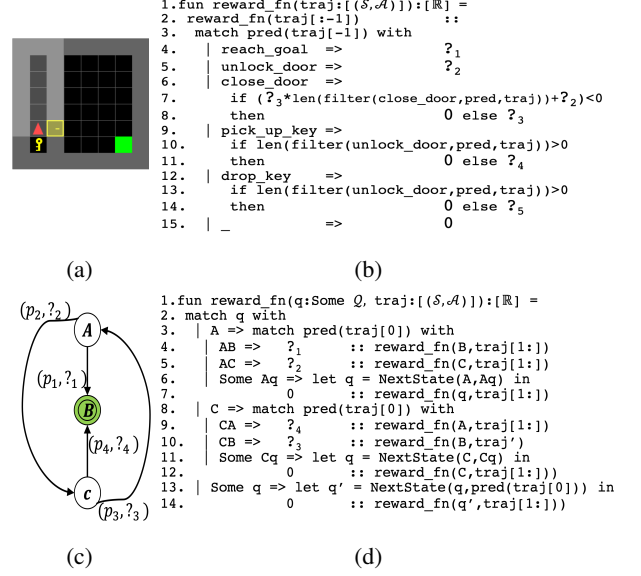 1.fun reward_fn(traj:[(𝒮,𝒜)]):[ℝ] =
2. reward_fn(traj[:-1]) ::
3. match pred(traj[-1]) with
4. | reach_goal => ?₁
5. | unlock_door => ?₂
6. | close_door =>
7. if (?₃*len(filter(close_door,pred,traj))+?₂)<0
8. then 0 else ?₃
9. | pick_up_key =>
10. if len(filter(unlock_door,pred,traj))>0
11. then 0 else ?₄
12. | drop_key =>
13. if len(filter(unlock_door,pred,traj))>0
14. then 0 else ?₅
15. | _ => 0
(a)
(b)
(p₂,?₂)
A
(p₁,?₁)
B
(p₄,?₄)
C
(p₃,?₃)
1.fun reward_fn(q:Some 𝒬, traj:[(𝒮,𝒜)]):[ℝ] =
2. match q with
3. | A => match pred(traj[0]) with
4. | AB => ?₁ :: reward_fn(B,traj[1:])
5. | AC => ?₂ :: reward_fn(C,traj[1:])
6. | Some Aq => let q = NextState(A,Aq) in
7. 0 :: reward_fn(q,traj[1:])
8. | C => match pred(traj[0]) with
9. | CA => ?₄ :: reward_fn(A,traj[1:])
10. | CB => ?₃ :: reward_fn(B,traj')
11. | Some Cq => let q = NextState(C,Cq) in
12. 0 :: reward_fn(C,traj[1:]))
13. | Some q => let q' = NextState(q,pred(traj[0])) in
14. 0 :: reward_fn(q',traj[1:]))
(c)
(d)